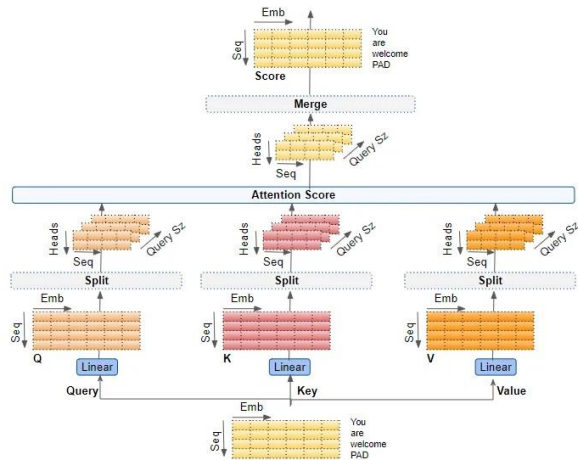 Emb
Seq
You
are
welcome
PAD
Score
Merge
Heads
Seq
Query Sz
Attention Score
Heads
Seq
Query Sz
Heads
Seq
Query Sz
Heads
Seq
Query Sz
Split
Split
Split
Emb
Seq
Q
Emb
Seq
K
Emb
Seq
V
Linear
Linear
Linear
Query
Key
Value
Emb
Seq
You
are
welcome
PAD